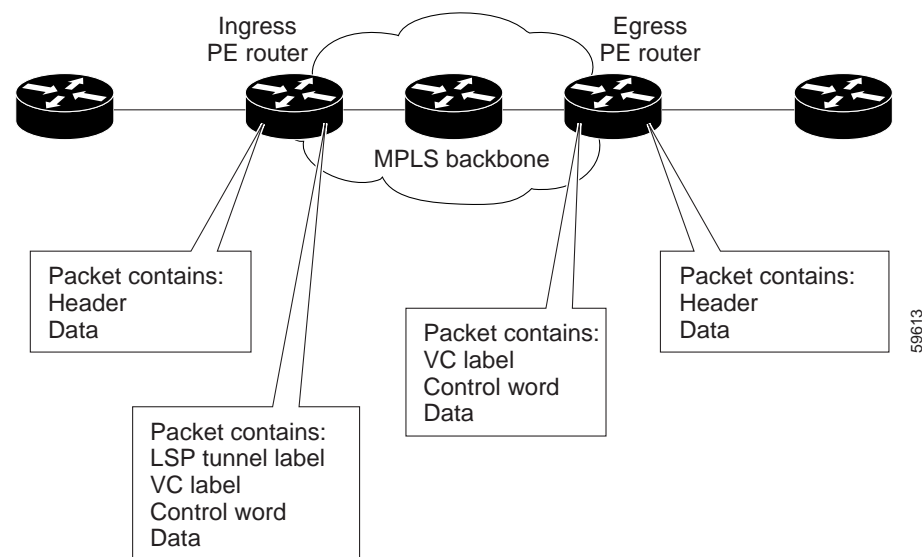 Ingress
PE router
Egress
PE router
MPLS backbone
Packet contains:
Header
Data
Packet contains:
LSP tunnel label
VC label
Control word
Data
Packet contains:
VC label
Control word
Data
Packet contains:
Header
Data
59613